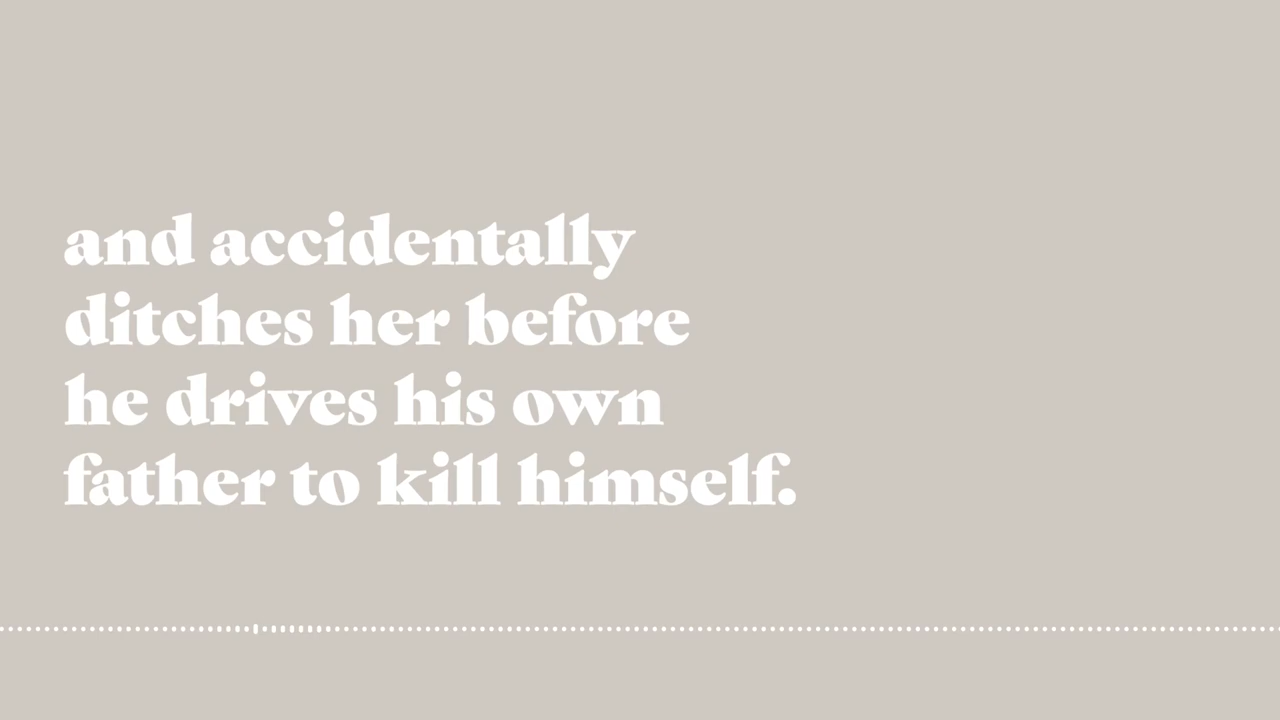 and accidentally
ditches her before
he drives his own
father to kill himself.